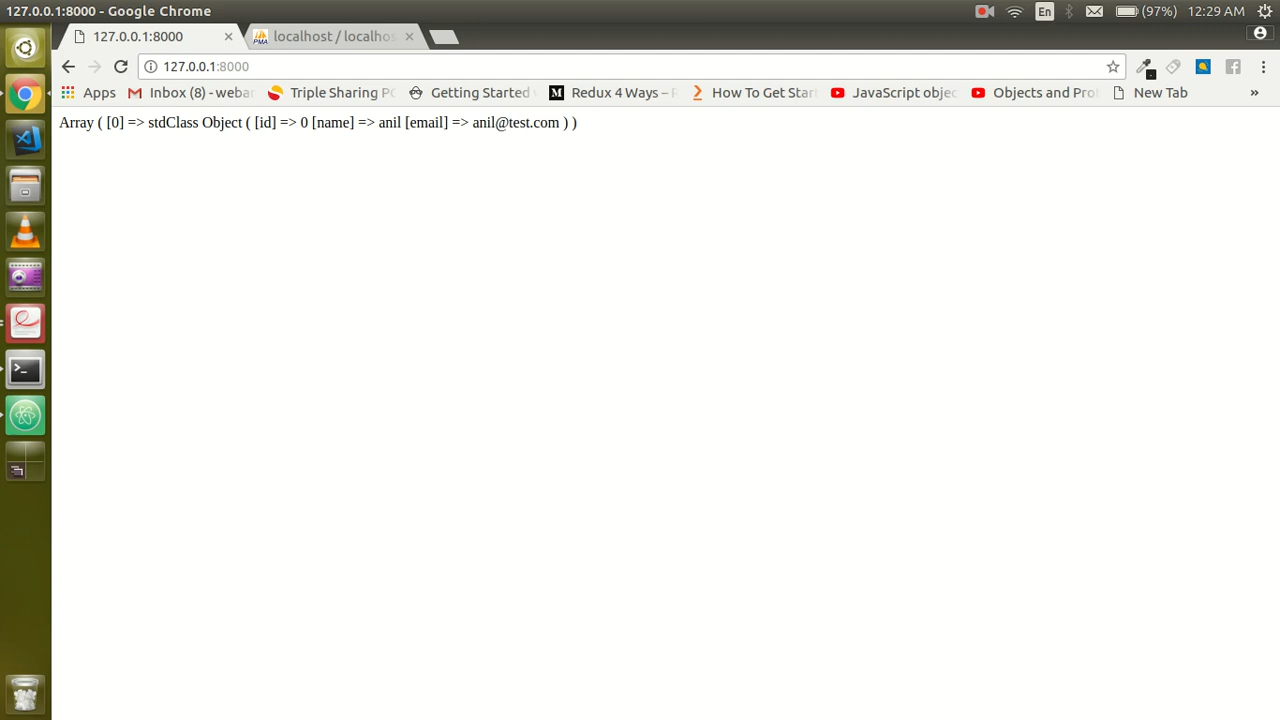 127.0.0.1:8000 - Google Chrome
En
(97%)
12:29 AM
127.0.0.1:8000
PMA
localhost / localhos
127.0.0.1:8000
Apps
Inbox (8) - webar
Triple Sharing PC
Getting Started
Redux 4 Ways –
How To Get Star
JavaScript objec
Objects and Pro
New Tab
»
Array ( [0] => stdClass Object ( [id] => 0 [name] => anil [email] => anil@test.com ) )